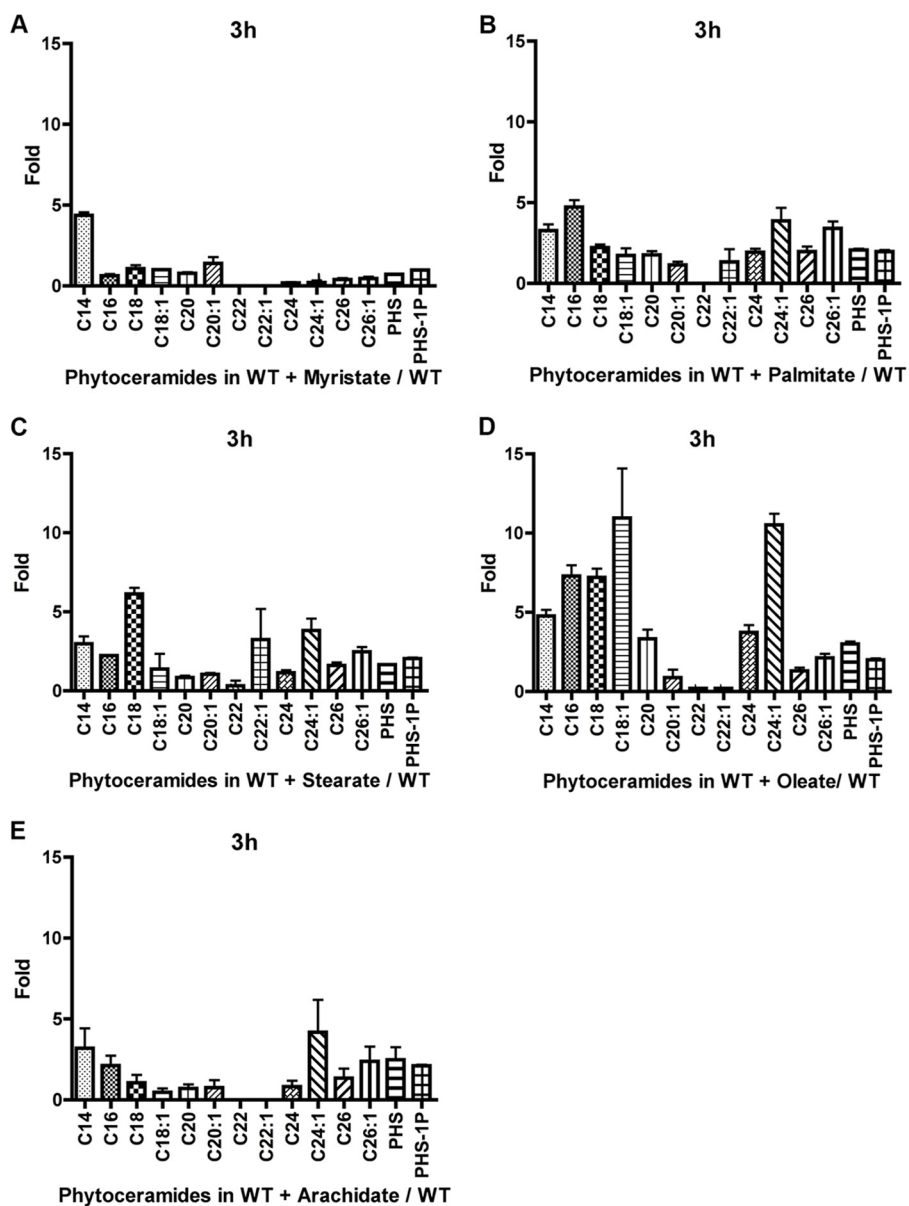 A
3h
15
10
5
0
Fold
C14
C16
C18
C18:1
C20
C20:1
C22
C22:1
C24
C24:1
C26
C26:1
PHS
PHS-1P
Phytoceramides in WT + Myristate / WT
B
3h
15
10
5
0
Fold
C14
C16
C18
C18:1
C20
C20:1
C22
C22:1
C24
C24:1
C26
C26:1
PHS
PHS-1P
Phytoceramides in WT + Palmitate / WT
C
3h
15
10
5
0
Fold
C14
C16
C18
C18:1
C20
C20:1
C22
C22:1
C24
C24:1
C26
C26:1
PHS
PHS-1P
Phytoceramides in WT + Stearate / WT
D
3h
15
10
5
0
Fold
C14
C16
C18
C18:1
C20
C20:1
C22
C22:1
C24
C24:1
C26
C26:1
PHS
PHS-1P
Phytoceramides in WT + Oleate/ WT
E
3h
15
10
5
0
Fold
C14
C16
C18
C18:1
C20
C20:1
C22
C22:1
C24
C24:1
C26
C26:1
PHS
PHS-1P
Phytoceramides in WT + Arachidate / WT